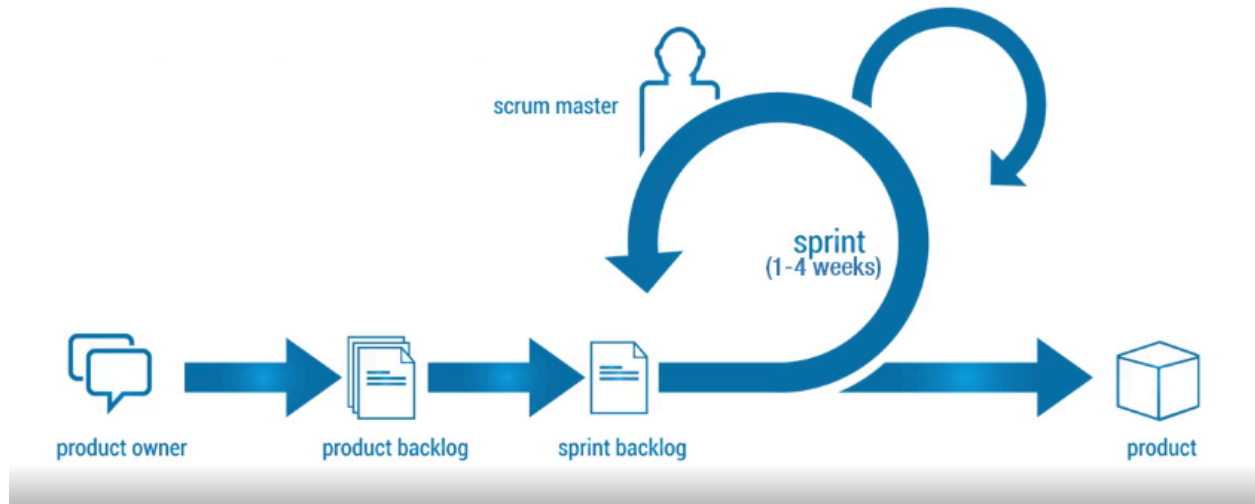 scrum master
sprint
(1-4 weeks)
product owner
product backlog
sprint backlog
product